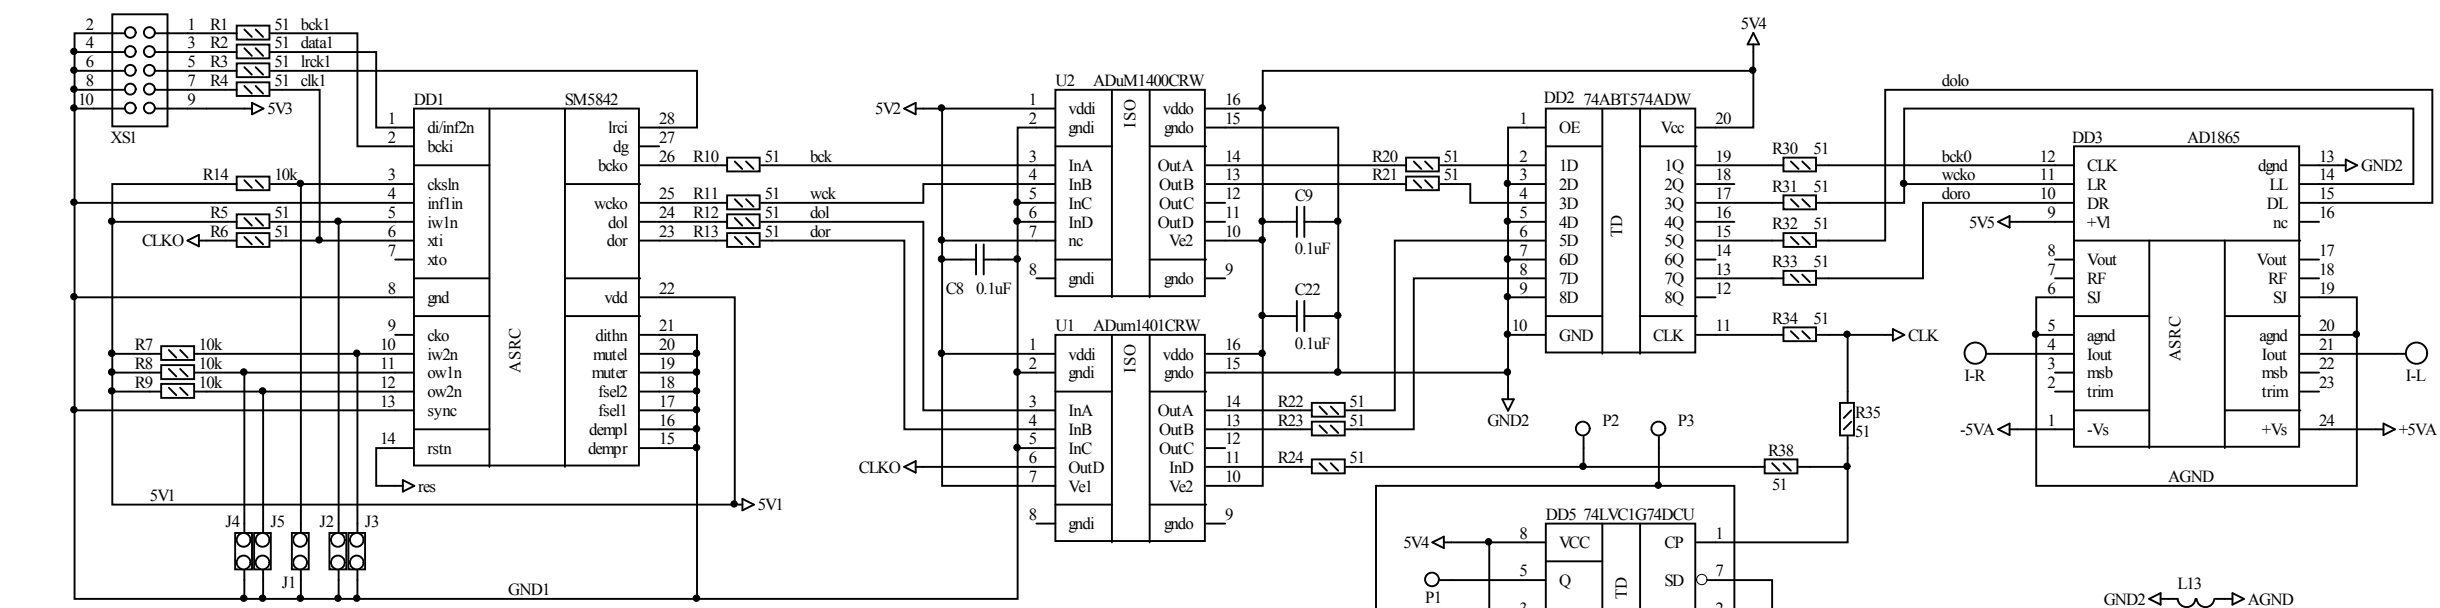 2 1 R1 51 bck1
4 3 R2 51 data1
6 5 R3 51 lrck1
8 7 R4 51 clk1
10 9 5V3
XS1
DD1 SM5842
1 di/inf2n lrci 28
2 bcki dg 27
bcko 26 R10 51 bck
R14 10k 3 cksln
4 inf1in wcko 25 R11 51 wck
R5 51 5 iw1n dol 24 R12 51 dol
CLKO R6 51 6 xti dor 23 R13 51 dor
7 xto
8 gnd vdd 22
9 cko dithn 21
R7 10k 10 iw2n mutel 20
R8 10k 11 ow1n muter 19
R9 10k 12 ow2n fsel2 18
13 sync fsel1 17
dempl 16
14 rstn dempr 15
ASRC
res
5V1 5V1
J4 J5 J2 J3
J1
GND1
U2 ADuM1400CRW
5V2 1 vddi ISO vddo 16
2 gndi gndo 15
3 InA OutA 14
4 InB OutB 13
5 InC OutC 12
6 InD OutD 11
7 nc Ve2 10
8 gndi gndo 9
C8 0.1uF
C9
0.1uF
C22
0.1uF
U1 ADum1401CRW
1 vddi ISO vddo 16
2 gndi gndo 15
3 InA OutA 14 R22 51
4 InB OutB 13 R23 51
5 InC OutC 12
CLKO 6 OutD InD 11 R24 51
7 Ve1 Ve2 10
8 gndi gndo 9
R20 51
R21 51
5V4
DD2 74ABT574ADW
1 OE Vcc 20
2 1D 1Q 19 R30 51
3 2D 2Q 18
4 3D 3Q 17 R31 51
5 4D 4Q 16
6 5D TD 5Q 15 R32 51
7 6D 6Q 14
8 7D 7Q 13 R33 51
9 8D 8Q 12
10 GND CLK 11 R34 51 CLK
GND2
P2 P3
R35
51
R38
51
DD5 74LVC1G74DCU
5V4 8 VCC CP 1
P1 5 Q TD SD 7
3 2
dolo
bck0
wcko
doro
DD3 AD1865
12 CLK dgnd 13 GND2
11 LR LL 14
10 DR DL 15
5V5 9 +Vl nc 16
8 Vout Vout 17
7 RF RF 18
6 SJ SJ 19
5 agnd agnd 20
4 Iout Iout 21
3 msb msb 22
2 trim trim 23
-5VA 1 -Vs +Vs 24 +5VA
ASRC
I-R I-L
AGND
L13
GND2 AGND